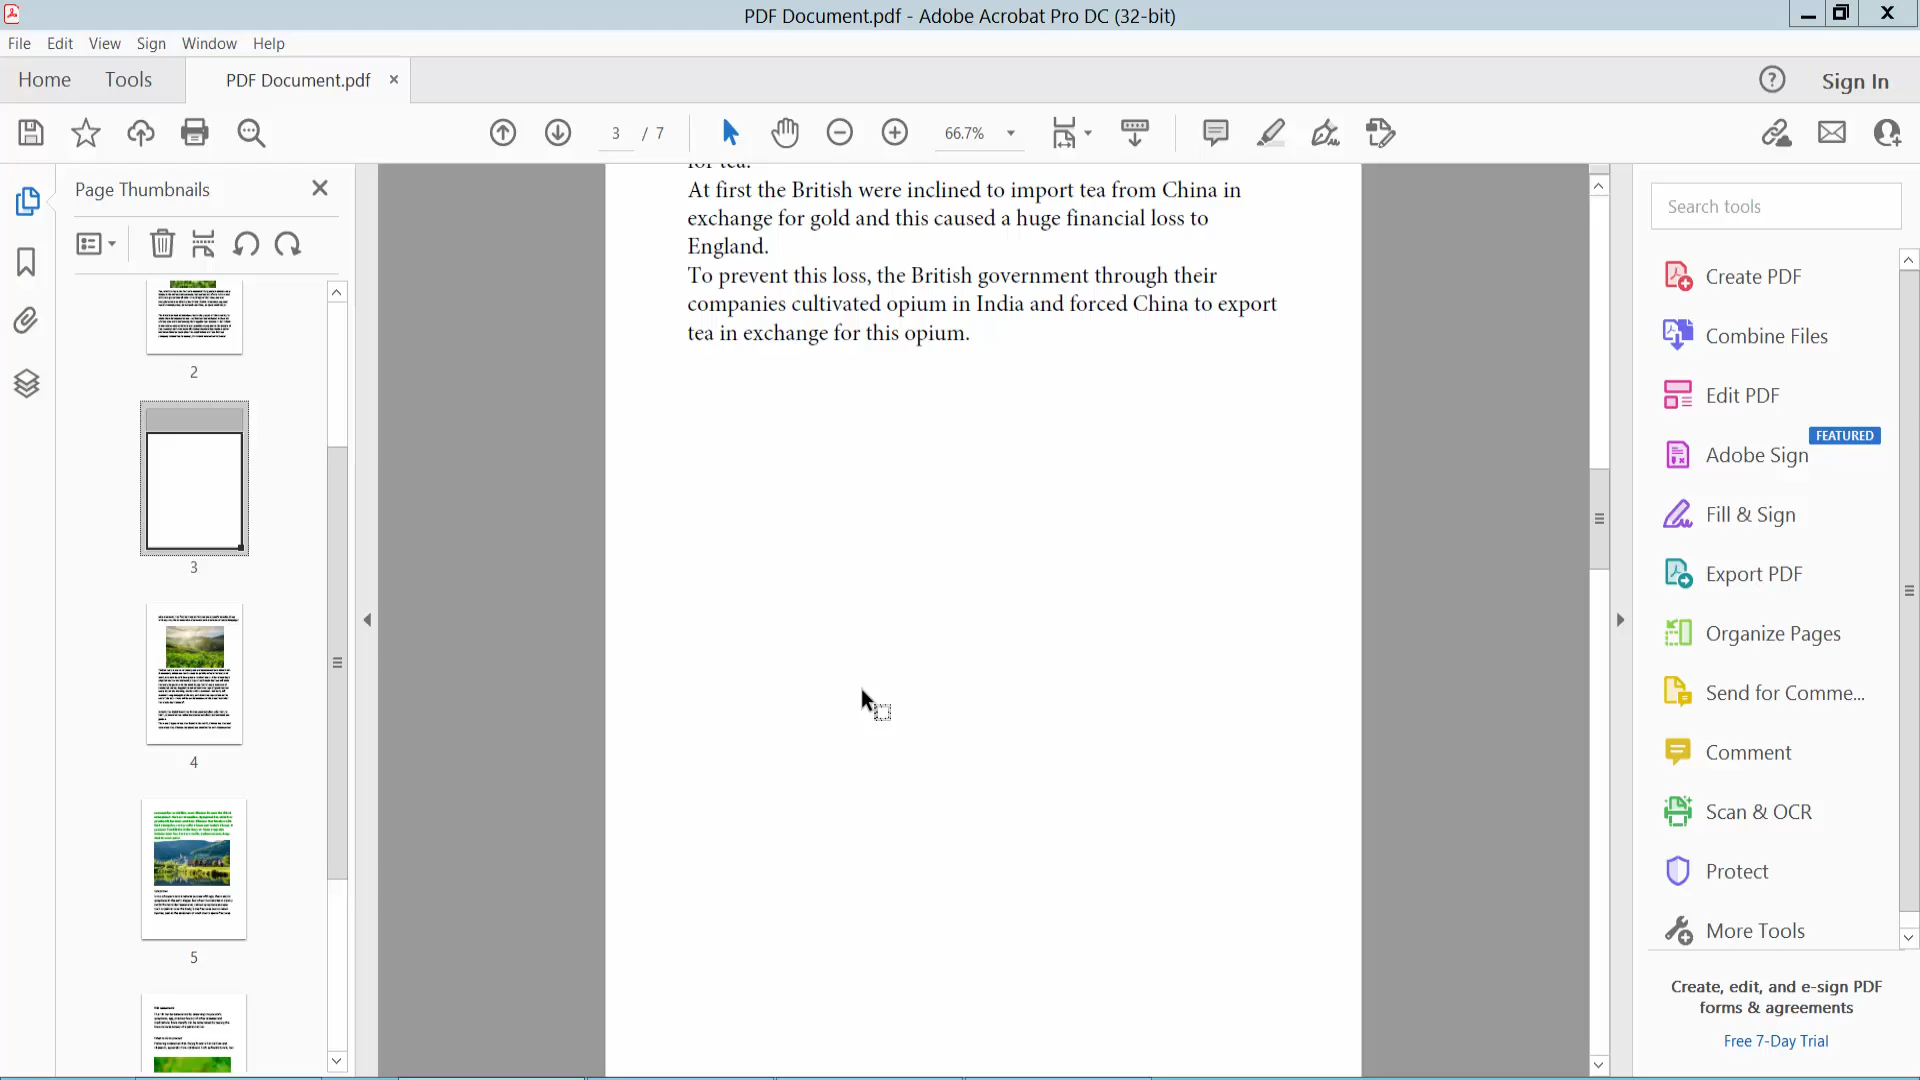 PDF Document.pdf - Adobe Acrobat Pro DC (32-bit)
File Edit View Sign Window Help
Home Tools PDF Document.pdf × Sign In
3 / 7 66.7%
Page Thumbnails
2
3
4
5
for tea.
At first the British were inclined to import tea from China in
exchange for gold and this caused a huge financial loss to
England.
To prevent this loss, the British government through their
companies cultivated opium in India and forced China to export
tea in exchange for this opium.
Search tools
Create PDF
Combine Files
Edit PDF
FEATURED
Adobe Sign
Fill & Sign
Export PDF
Organize Pages
Send for Comme...
Comment
Scan & OCR
Protect
More Tools
Create, edit, and e-sign PDF
forms & agreements
Free 7-Day Trial